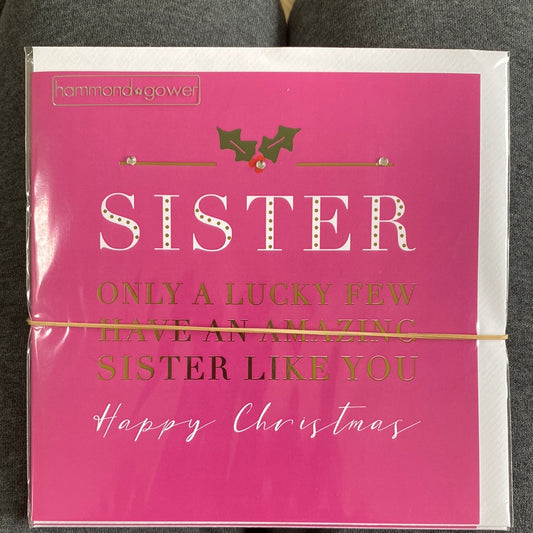 hammond gower
SISTER
ONLY A LUCKY FEW
HAVE AN AMAZING
SISTER LIKE YOU
Happy Christmas